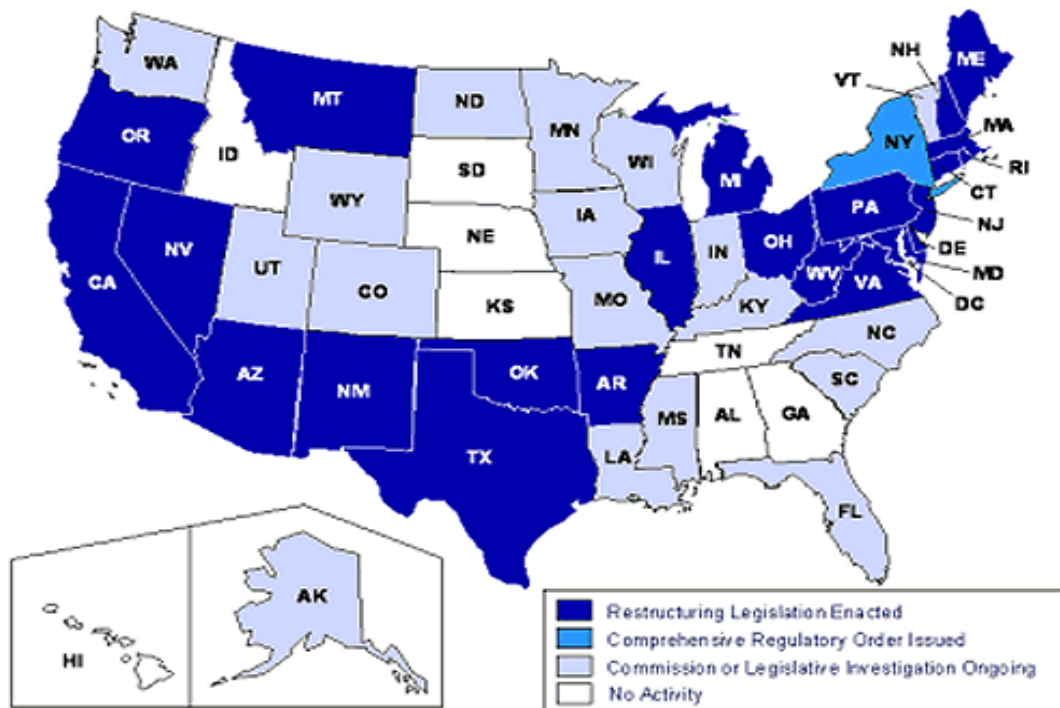 WA
MT
ND
MN
VT
NH
ME
OR
ID
SD
WI
MI
NY
MA
RI
CT
WY
NE
IA
PA
NJ
NV
UT
CO
IL
IN
OH
DE
MD
DC
CA
KS
MO
WV
VA
KY
AZ
NM
OK
AR
TN
NC
SC
TX
LA
MS
AL
GA
FL
HI
AK
Restructuring Legislation Enacted
Comprehensive Regulatory Order Issued
Commission or Legislative Investigation Ongoing
No Activity